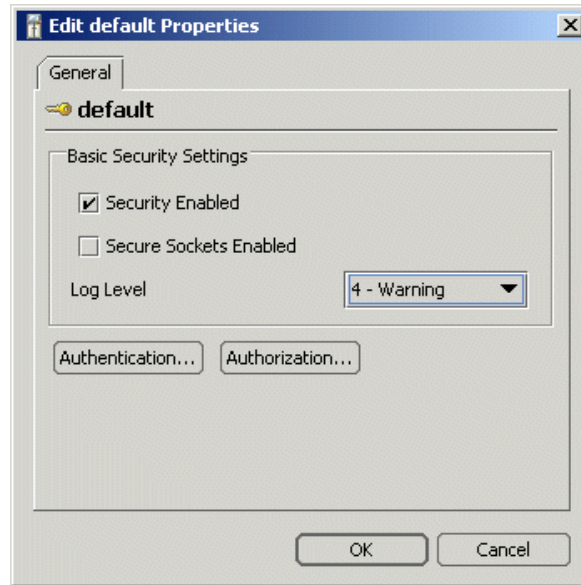 Edit default Properties
General
default
Basic Security Settings
Security Enabled
Secure Sockets Enabled
Log Level
4 - Warning
Authentication...
Authorization...
OK
Cancel